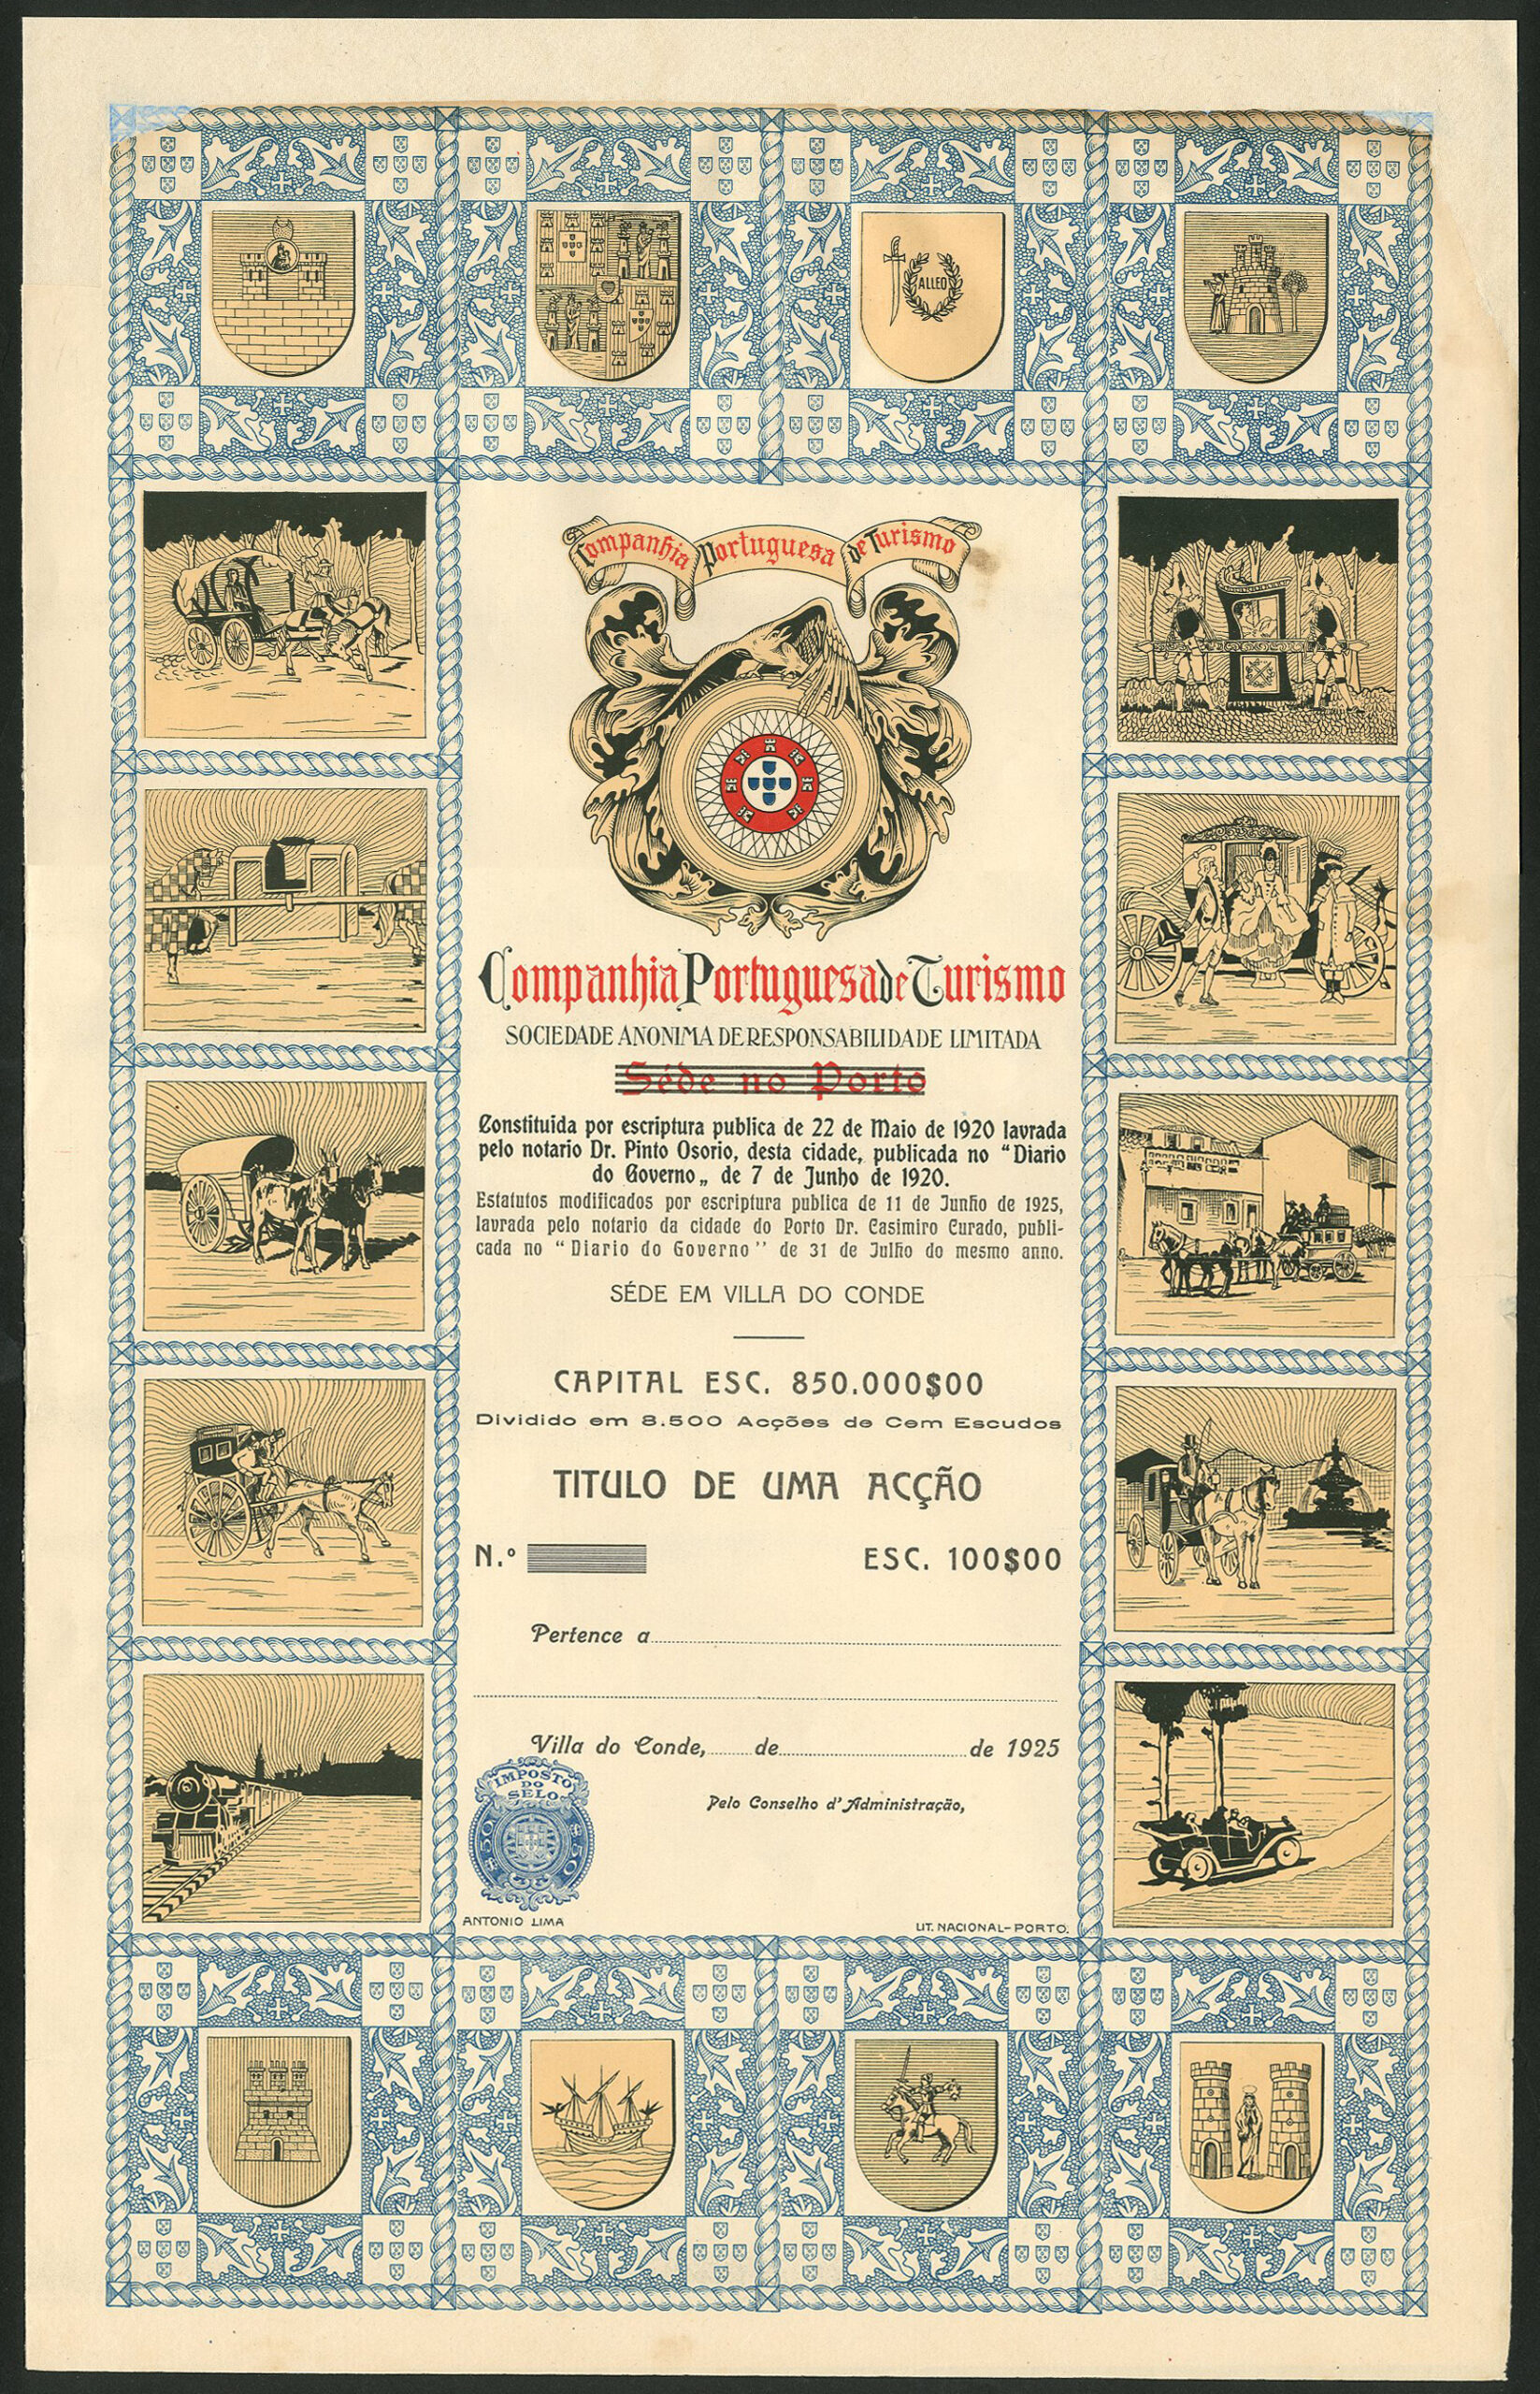 ALLEO
Companhia Portuguesa de Turismo
Companhia Portuguesa de Turismo
SOCIEDADE ANONIMA DE RESPONSABILIDADE LIMITADA
Séde no Porto
Constituida por escriptura publica de 22 de Maio de 1920 lavrada
pelo notario Dr. Pinto Osorio, desta cidade, publicada no "Diario
do Governo„ de 7 de Junho de 1920.
Estatutos modificados por escriptura publica de 11 de Junho de 1925,
lavrada pelo notario da cidade do Porto Dr. Casimiro Curado, publi-
cada no "Diario do Governo" de 31 de Julho do mesmo anno.
SÉDE EM VILLA DO CONDE
CAPITAL ESC. 850.000$00
Dividido em 8.500 Acções de Cem Escudos
TITULO DE UMA ACÇÃO
N.º ESC. 100$00
Pertence a
Villa do Conde, de de 1925
Pelo Conselho d'Administração,
IMPOSTO
DO
SELO
ANTONIO LIMA
LIT. NACIONAL-PORTO.